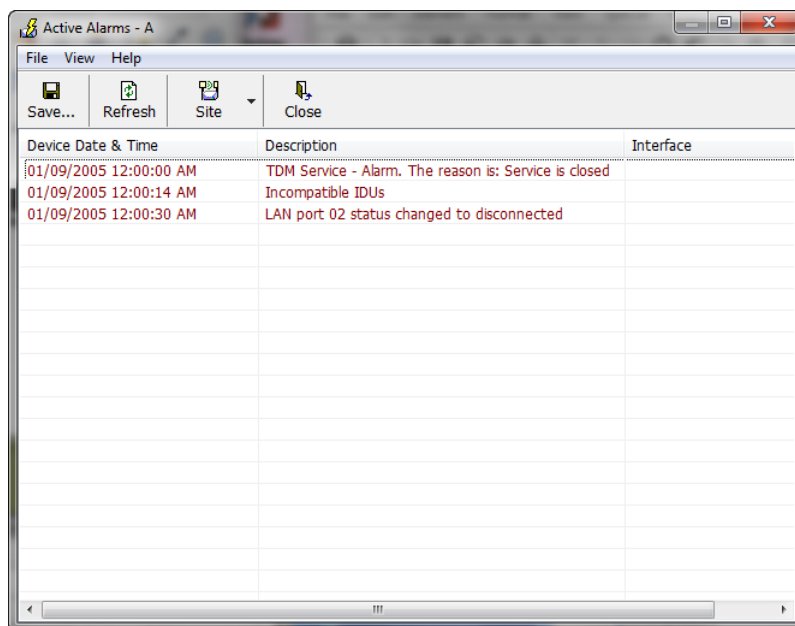 Active Alarms - A
File View Help
Save... Refresh Site Close
Device Date & Time Description Interface
01/09/2005 12:00:00 AM TDM Service - Alarm. The reason is: Service is closed
01/09/2005 12:00:14 AM Incompatible IDUs
01/09/2005 12:00:30 AM LAN port 02 status changed to disconnected